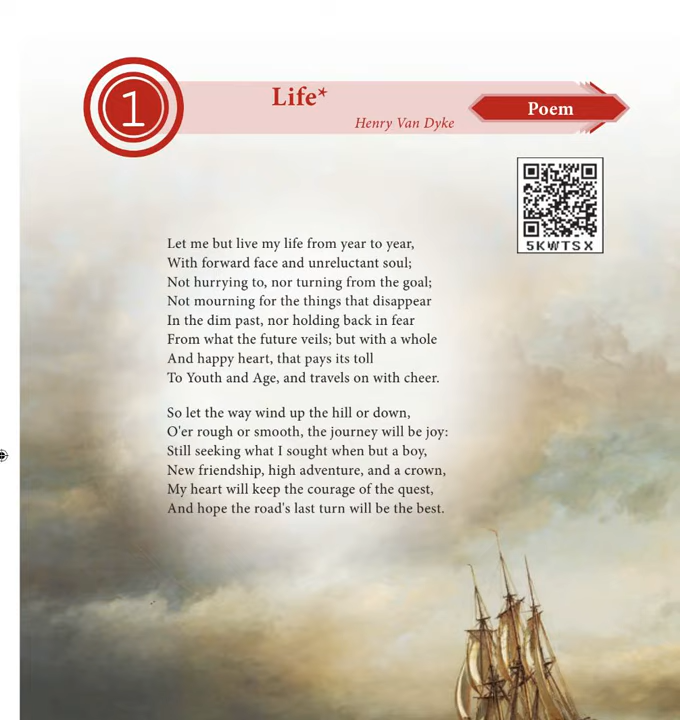 1
Life*
Henry Van Dyke
Poem
5KWTSX
Let me but live my life from year to year,
With forward face and unreluctant soul;
Not hurrying to, nor turning from the goal;
Not mourning for the things that disappear
In the dim past, nor holding back in fear
From what the future veils; but with a whole
And happy heart, that pays its toll
To Youth and Age, and travels on with cheer.
So let the way wind up the hill or down,
O'er rough or smooth, the journey will be joy:
Still seeking what I sought when but a boy,
New friendship, high adventure, and a crown,
My heart will keep the courage of the quest,
And hope the road's last turn will be the best.